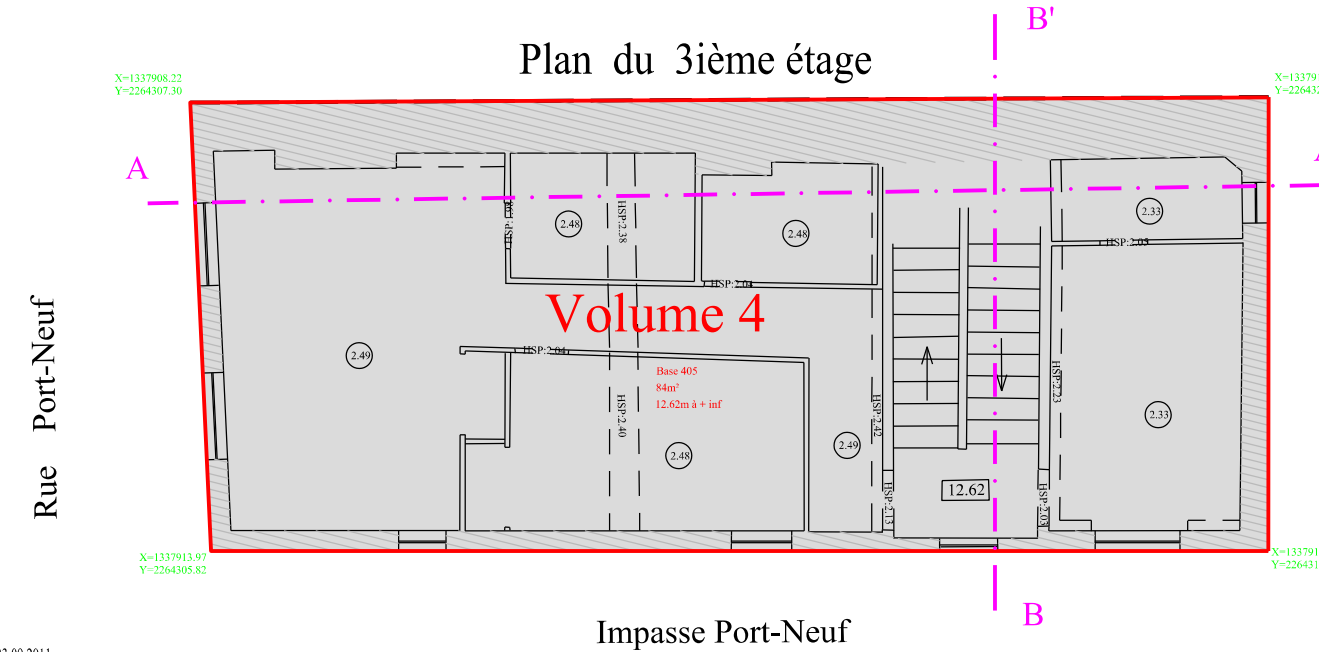 B'
Plan du 3ième étage
X=1337908.22
Y=2264307.30
A
2.48
HSP:2.38
2.48
2.33
HSP:2.05
HSP:2.04
Volume 4
Rue Port-Neuf
2.49
HSP:2.04
Base 405
84m²
12.62m à + inf
HSP:2.40
2.48
HSP:2.42
2.49
HSP:2.23
2.33
12.62
HSP:2.13
HSP:2.03
X=1337913.97
Y=2264305.82
B
Impasse Port-Neuf